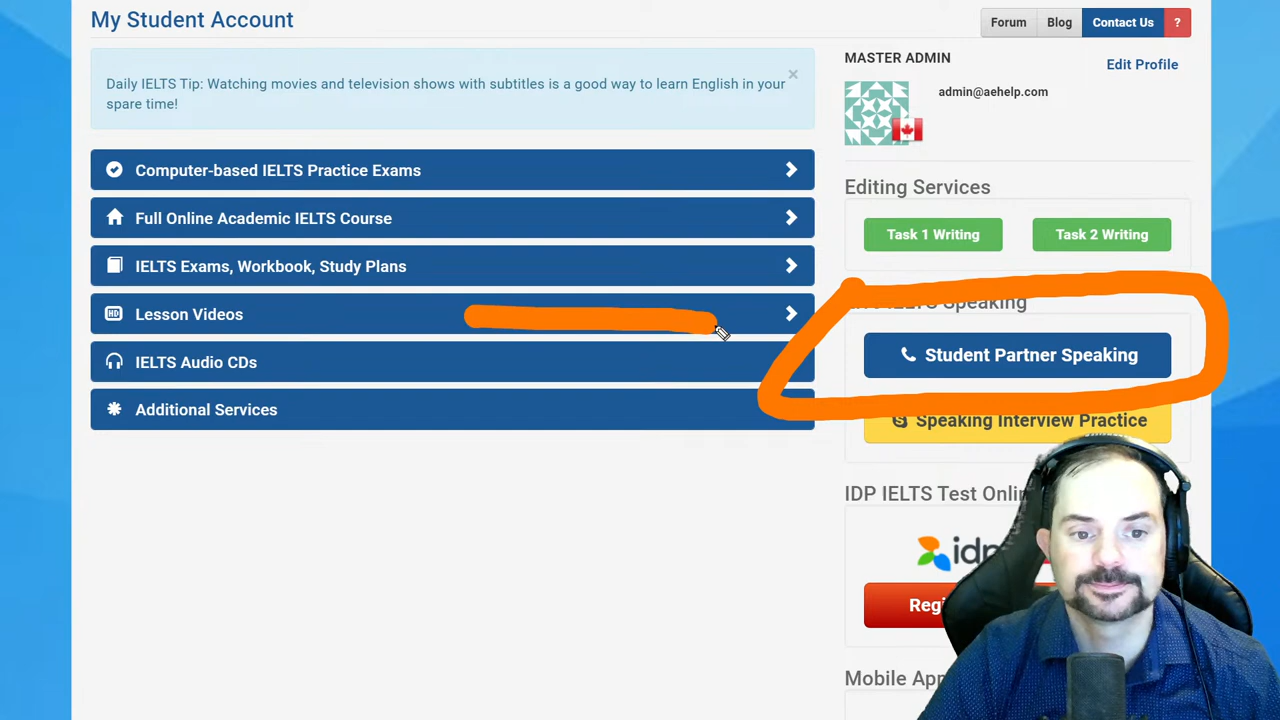 My Student Account
Forum
Blog
Contact Us
?
Daily IELTS Tip: Watching movies and television shows with subtitles is a good way to learn English in your
spare time!
×
MASTER ADMIN
Edit Profile
admin@aehelp.com
Computer-based IELTS Practice Exams
Full Online Academic IELTS Course
IELTS Exams, Workbook, Study Plans
HD Lesson Videos
IELTS Audio CDs
Additional Services
Editing Services
Task 1 Writing
Task 2 Writing
IELTS Speaking
Student Partner Speaking
Speaking Interview Practice
IDP IELTS Test
idp
Mobile